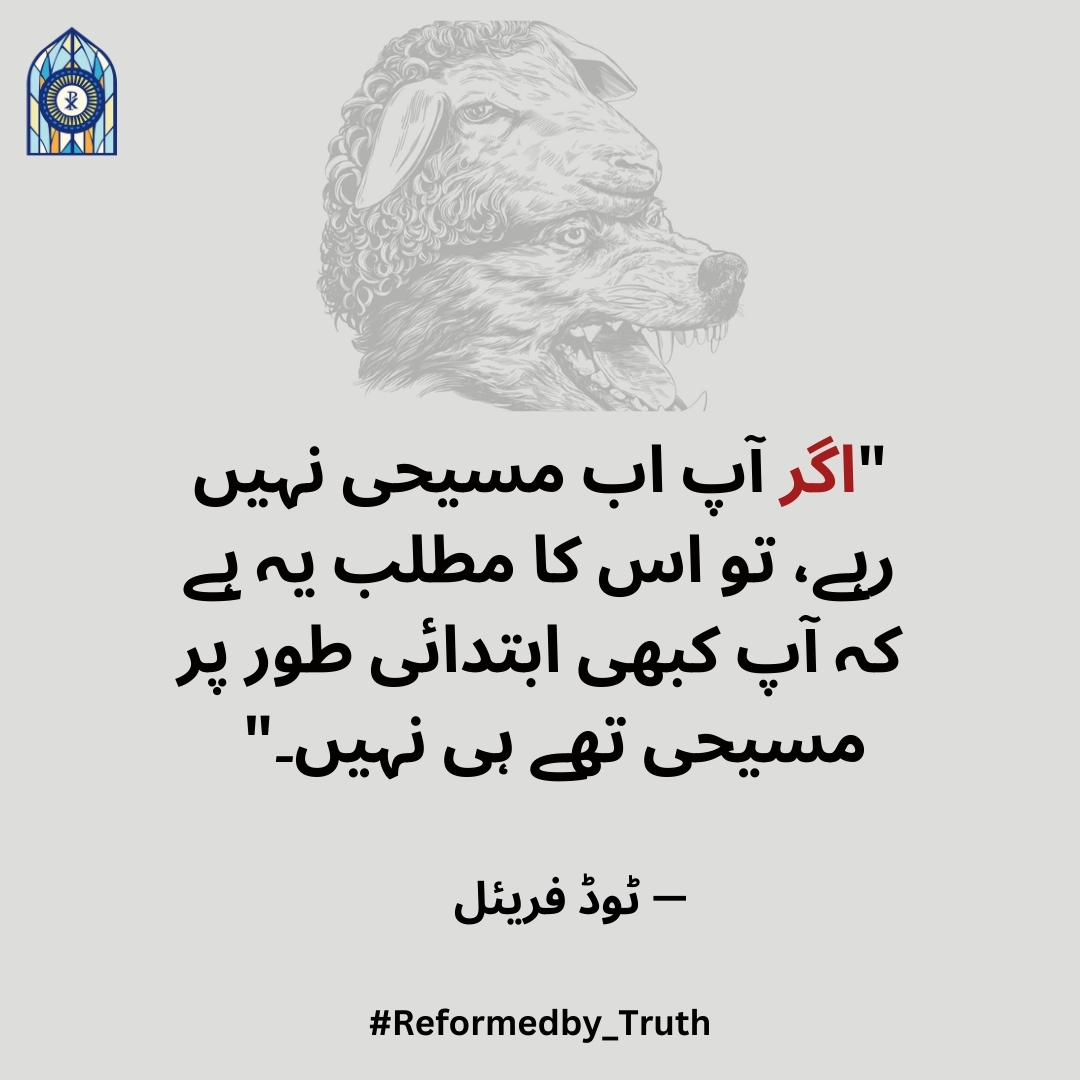 "اگر آپ اب مسیحی نہیں
رہے، تو اس کا مطلب یہ ہے
کہ آپ کبھی ابتدائی طور پر
مسیحی تھے ہی نہیں۔"
— ٹوڈ فریئل
#Reformedby_Truth